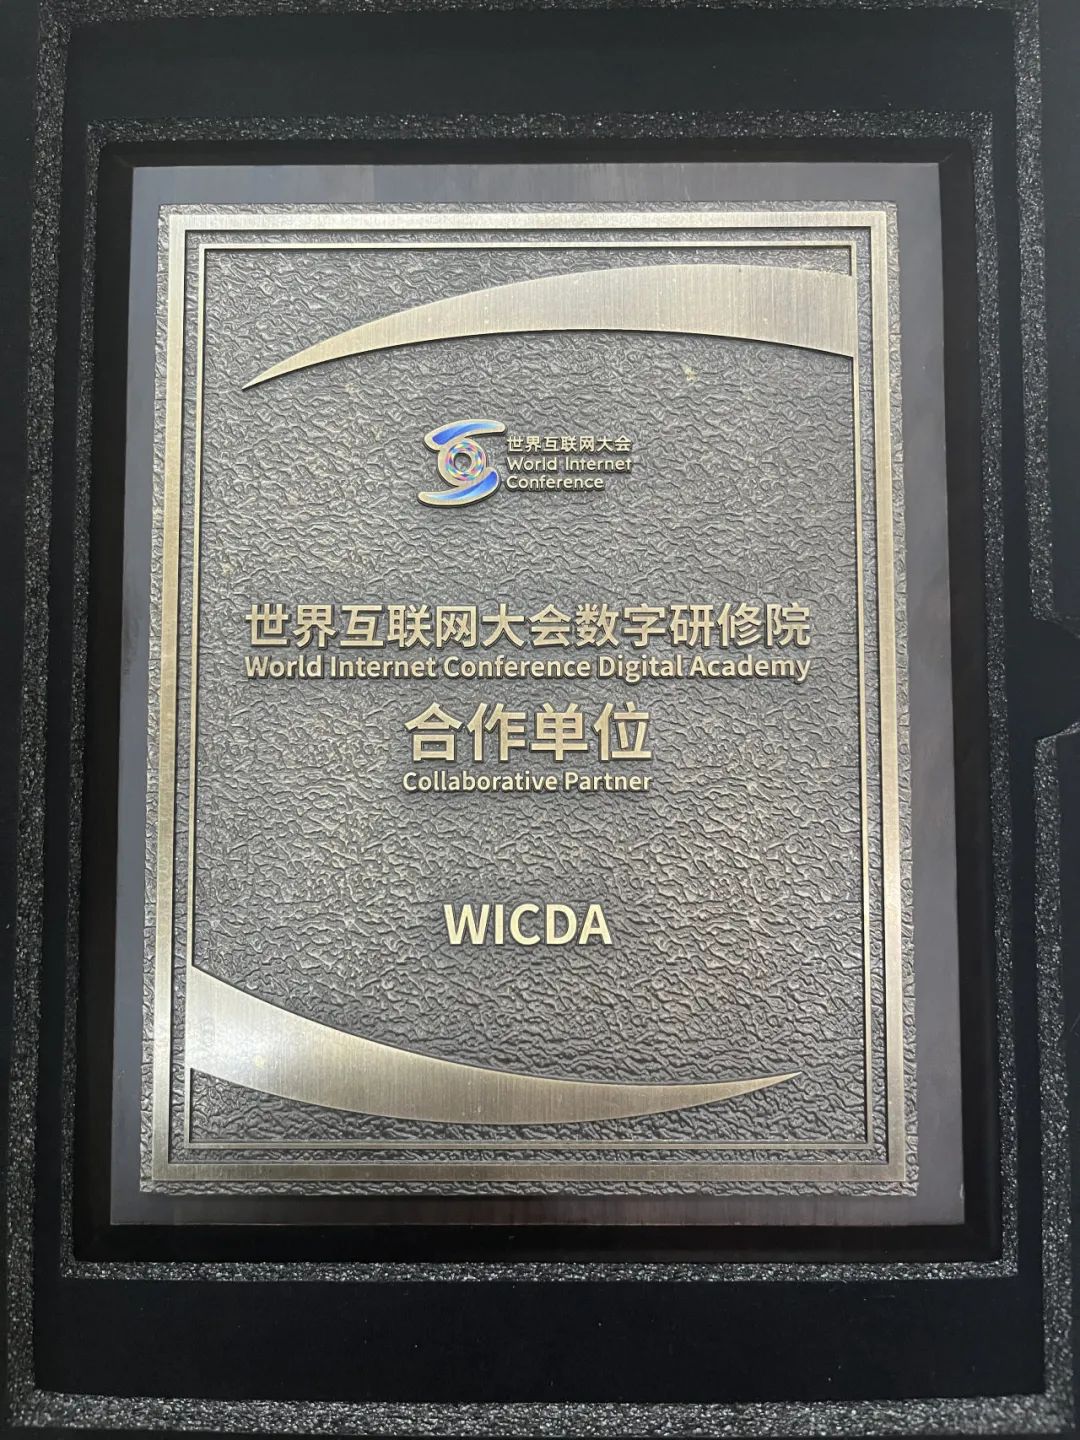 世界互联网大会
World Internet
Conference
世界互联网大会数字研修院
World Internet Conference Digital Academy
合作单位
Collaborative Partner
WICDA